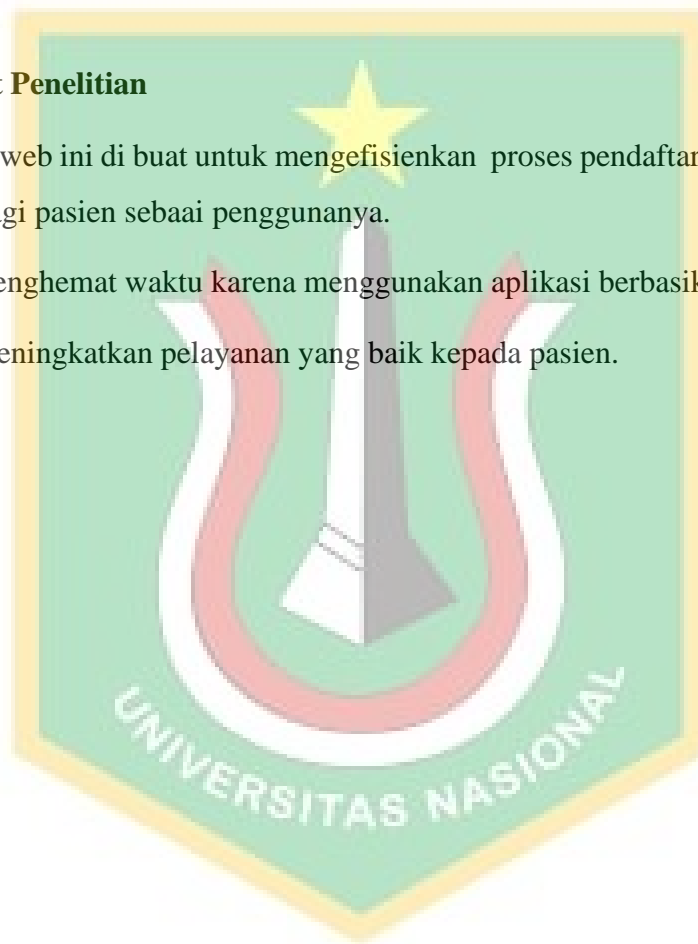 Penelitian
web ini di buat untuk mengefisienkan proses pendaftar
gi pasien sebaai penggunanya.
enghemat waktu karena menggunakan aplikasi berbasik
eningkatkan pelayanan yang baik kepada pasien.
UNIVERSITAS NASIONAL